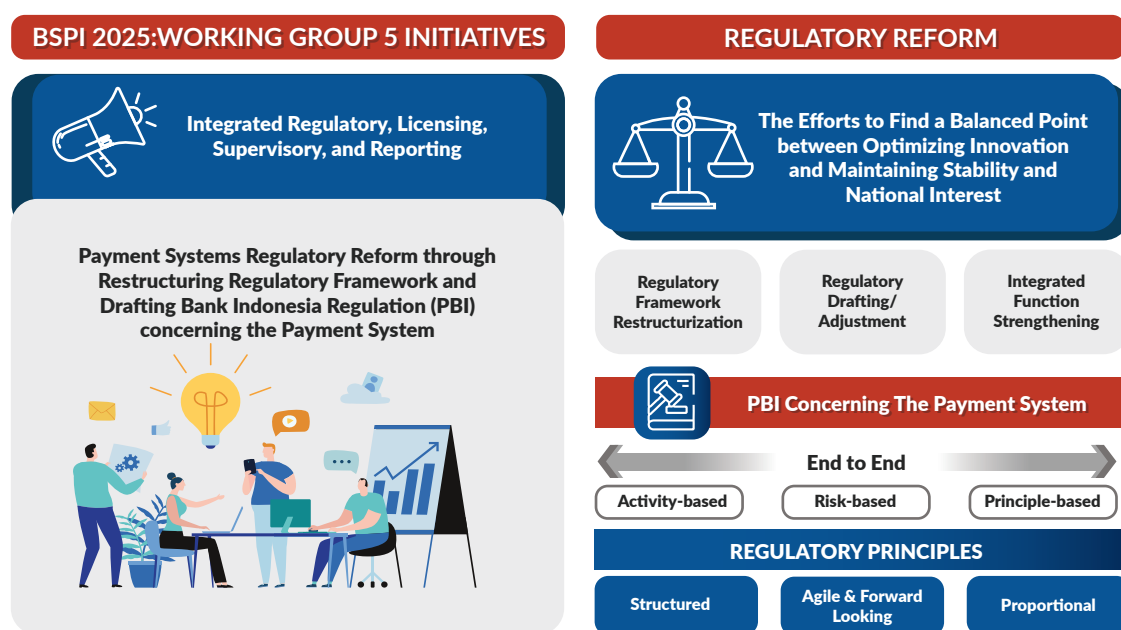 BSPI 2025:WORKING GROUP 5 INITIATIVES
Integrated Regulatory, Licensing,
Supervisory, and Reporting
Payment Systems Regulatory Reform through
Restructuring Regulatory Framework and
Drafting Bank Indonesia Regulation (PBI)
concerning the Payment System
REGULATORY REFORM
The Efforts to Find a Balanced Point
between Optimizing Innovation
and Maintaining Stability and
National Interest
Regulatory
Framework
Restructurization
Regulatory
Drafting/
Adjustment
Integrated
Function
Strengthening
PBI Concerning The Payment System
End to End
Activity-based
Risk-based
Principle-based
REGULATORY PRINCIPLES
Structured
Agile & Forward
Looking
Proportional